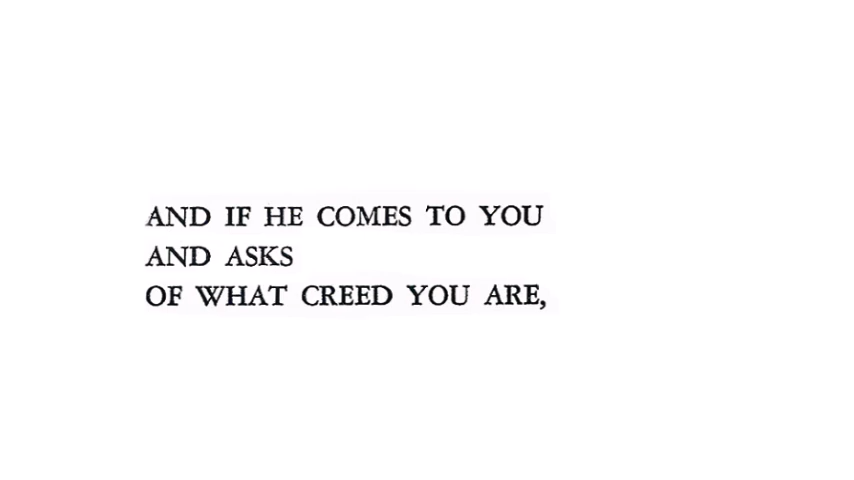 AND IF HE COMES TO YOU
AND ASKS
OF WHAT CREED YOU ARE,